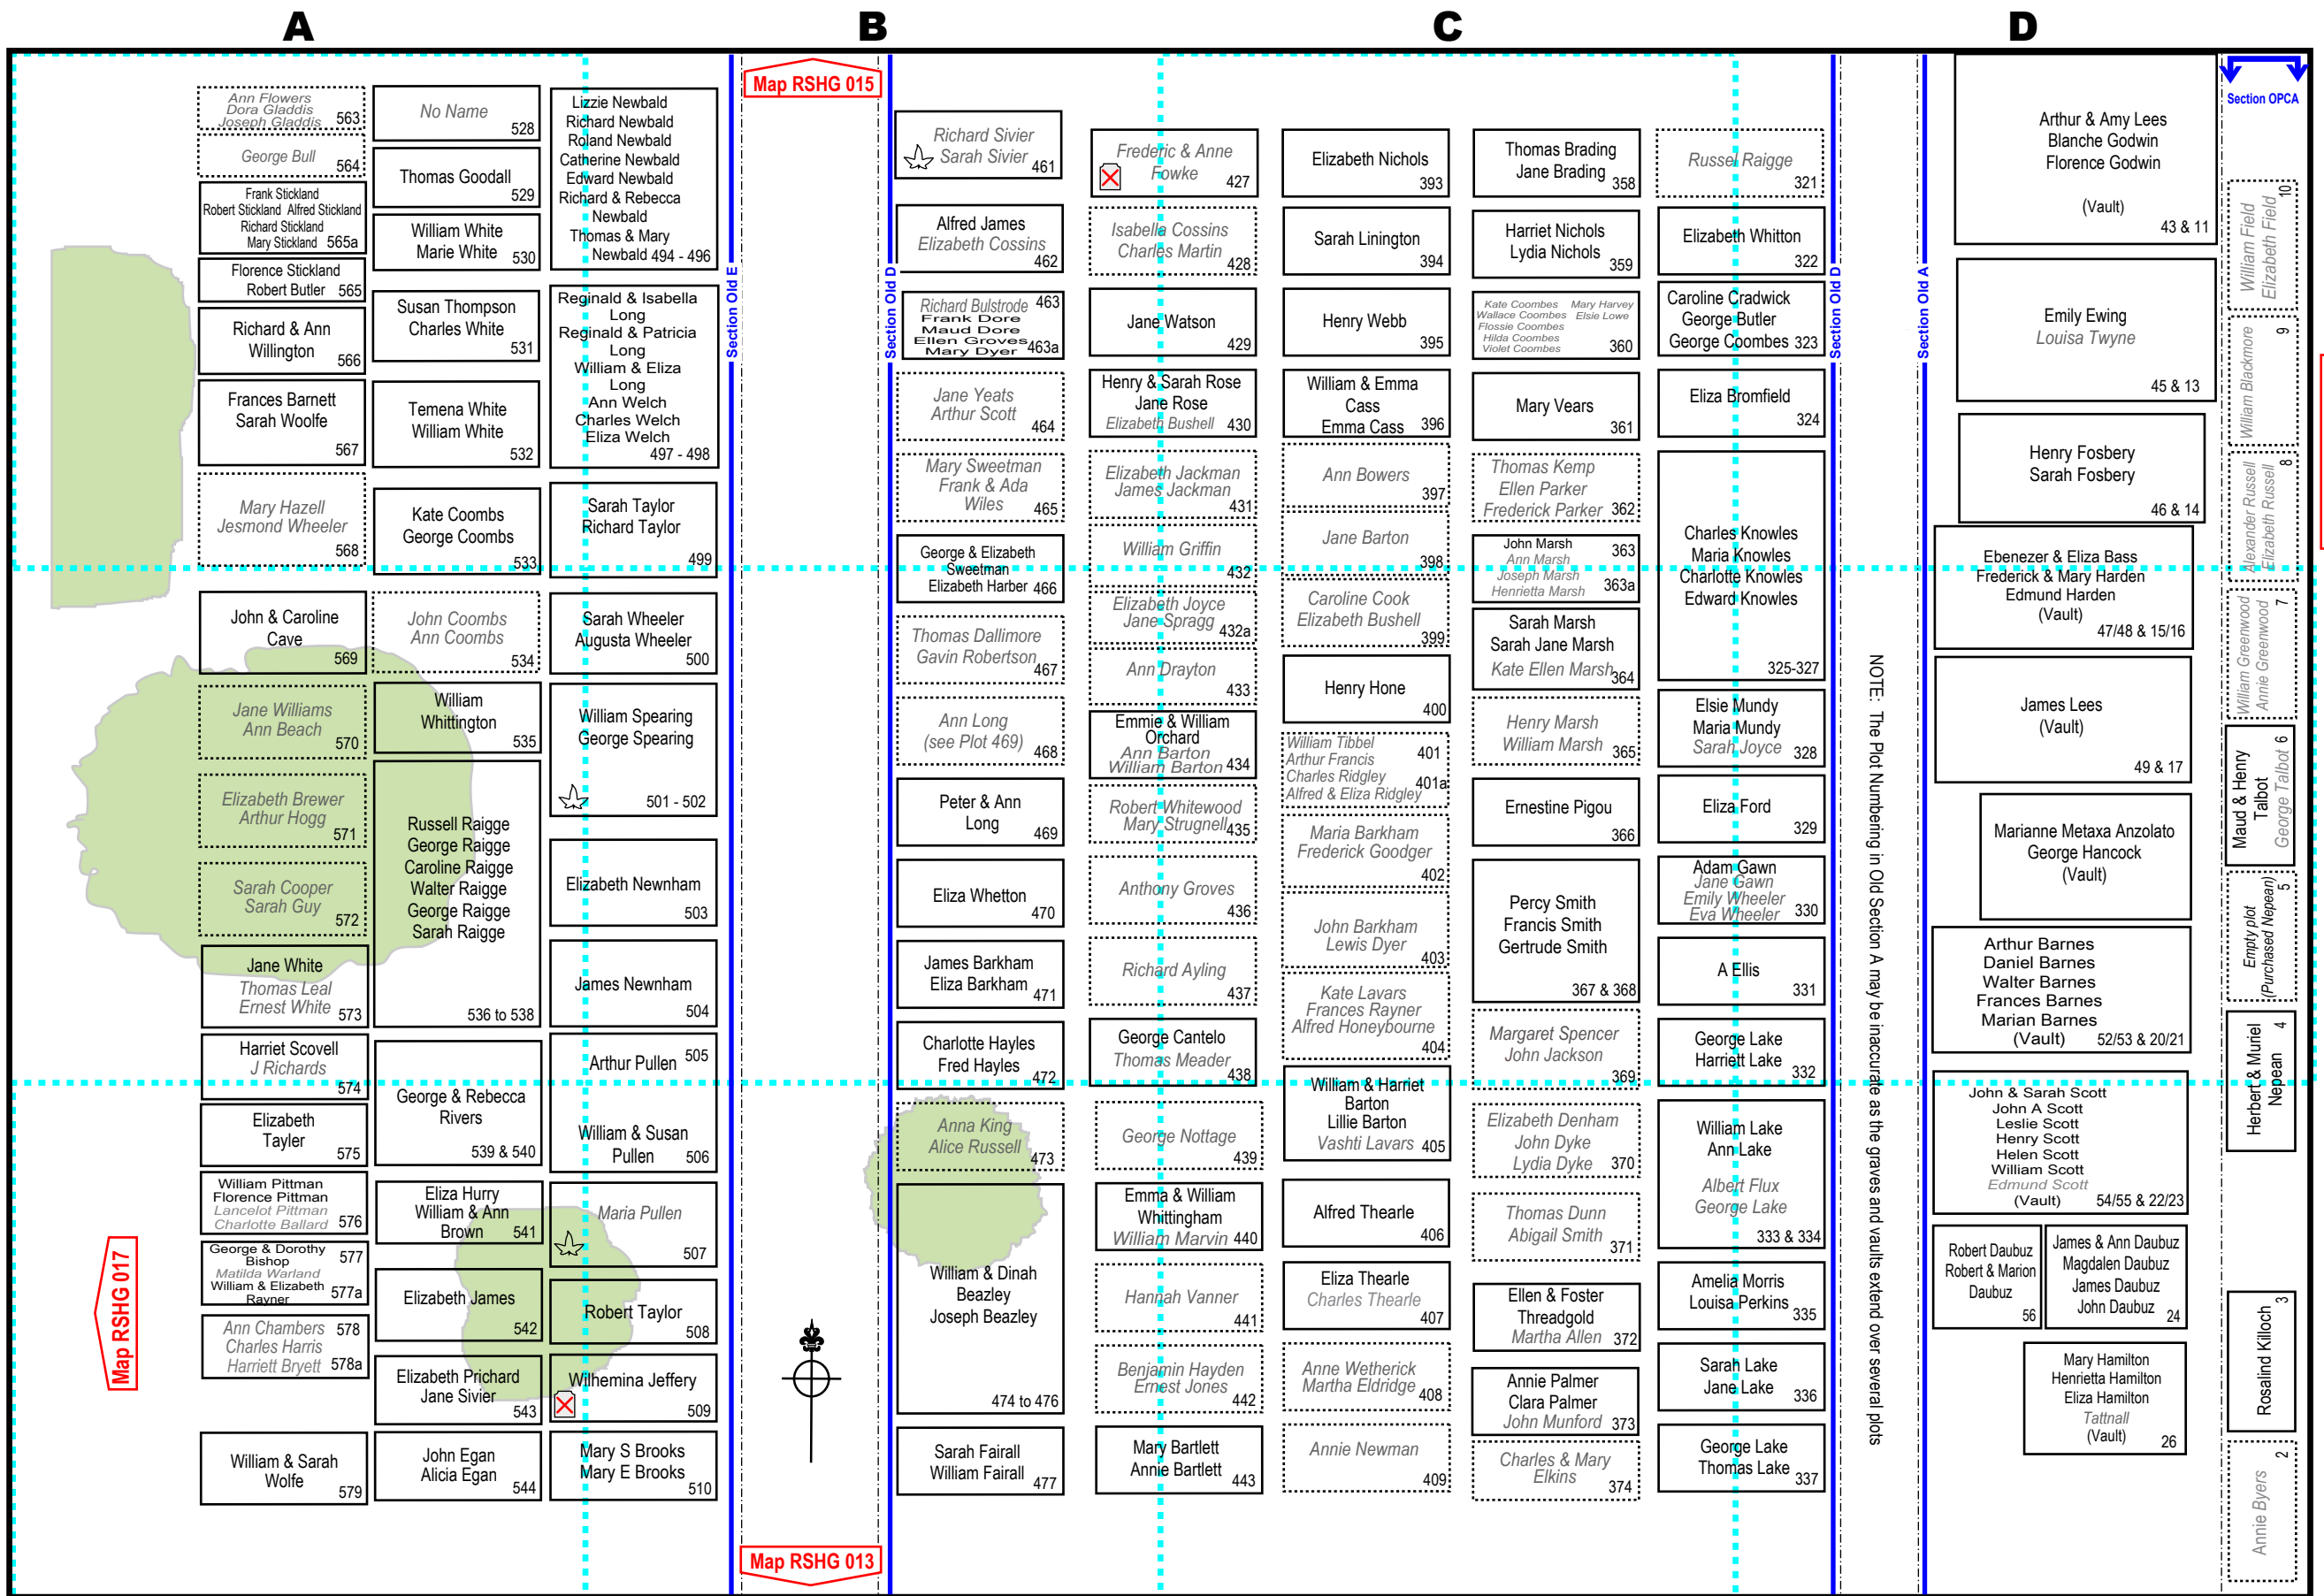 A
B
C
D
Map RSHG 015
Section OPCA
Ann Flowers
Dora Gladdis
Joseph Gladdis 563
George Bull
564
Frank Stickland
Robert Stickland Alfred Stickland
Richard Stickland
Mary Stickland 565a
Florence Stickland
Robert Butler 565
Richard & Ann
Willington
566
Frances Barnett
Sarah Woolfe
567
Mary Hazell
Jesmond Wheeler
568
John & Caroline
Cave
569
Jane Williams
Ann Beach
570
Elizabeth Brewer
Arthur Hogg
571
Sarah Cooper
Sarah Guy
572
Jane White
Thomas Leal
Ernest White 573
Harriet Scovell
J Richards
574
Elizabeth
Tayler
575
William Pittman
Florence Pittman
Lancelot Pittman
Charlotte Ballard 576
George & Dorothy 577
Bishop
Matilda Warland
William & Elizabeth 577a
Rayner
Ann Chambers 578
Charles Harris
Harriett Bryett 578a
William & Sarah
Wolfe
579
No Name
528
Thomas Goodall
529
William White
Marie White 530
Susan Thompson
Charles White
531
Temena White
William White
532
Kate Coombs
George Coombs
533
John Coombs
Ann Coombs
534
William
Whittington
535
Russell Raigge
George Raigge
Caroline Raigge
Walter Raigge
George Raigge
Sarah Raigge
536 to 538
George & Rebecca
Rivers
539 & 540
Eliza Hurry
William & Ann
Brown 541
Elizabeth James
542
Elizabeth Prichard
Jane Sivier
543
John Egan
Alicia Egan
544
Lizzie Newbald
Richard Newbald
Roland Newbald
Catherine Newbald
Edward Newbald
Richard & Rebecca
Newbald
Thomas & Mary
Newbald 494 - 496
Reginald & Isabella
Long
Reginald & Patricia
Long
William & Eliza
Long
Ann Welch
Charles Welch
Eliza Welch
497 - 498
Sarah Taylor
Richard Taylor
499
Sarah Wheeler
Augusta Wheeler
500
William Spearing
George Spearing
501 - 502
Elizabeth Newnham
503
James Newnham
504
Arthur Pullen 505
William & Susan
Pullen 506
Maria Pullen
507
Robert Taylor
508
Wilhemina Jeffery
509
Mary S Brooks
Mary E Brooks
510
Section Old E
Section Old D
Richard Sivier
Sarah Sivier
461
Alfred James
Elizabeth Cossins
462
Richard Bulstrode 463
Frank Dore
Maud Dore
Ellen Groves
Mary Dyer 463a
Jane Yeats
Arthur Scott
464
Mary Sweetman
Frank & Ada
Wiles 465
George & Elizabeth
Sweetman
Elizabeth Harber 466
Thomas Dallimore
Gavin Robertson
467
Ann Long
(see Plot 469)
468
Peter & Ann
Long
469
Eliza Whetton
470
James Barkham
Eliza Barkham
471
Charlotte Hayles
Fred Hayles
472
Anna King
Alice Russell
473
William & Dinah
Beazley
Joseph Beazley
474 to 476
Sarah Fairall
William Fairall
477
Frederic & Anne
Fowke
427
Isabella Cossins
Charles Martin
428
Jane Watson
429
Henry & Sarah Rose
Jane Rose
Elizabeth Bushell 430
Elizabeth Jackman
James Jackman
431
William Griffin
432
Elizabeth Joyce
Jane Spragg 432a
Ann Drayton
433
Emmie & William
Orchard
Ann Barton
William Barton 434
Robert Whitewood
Mary Strugnell 435
Anthony Groves
436
Richard Ayling
437
George Cantelo
Thomas Meader
438
George Nottage
439
Emma & William
Whittingham
William Marvin 440
Hannah Vanner
441
Benjamin Hayden
Ernest Jones
442
Mary Bartlett
Annie Bartlett
443
Elizabeth Nichols
393
Sarah Linington
394
Henry Webb
395
William & Emma
Cass
Emma Cass 396
Ann Bowers
397
Jane Barton
398
Caroline Cook
Elizabeth Bushell
399
Henry Hone
400
William Tibbel
Arthur Francis 401
Charles Ridgley
Alfred & Eliza Ridgley 401a
Maria Barkham
Frederick Goodger
402
John Barkham
Lewis Dyer
403
Kate Lavars
Frances Rayner
Alfred Honeybourne
404
William & Harriet
Barton
Lillie Barton
Vashti Lavars 405
Alfred Thearle
406
Eliza Thearle
Charles Thearle
407
Anne Wetherick
Martha Eldridge 408
Annie Newman
409
Thomas Brading
Jane Brading 358
Harriet Nichols
Lydia Nichols
359
Kate Coombes Mary Harvey
Wallace Coombes Elsie Lowe
Flossie Coombes
Hilda Coombes
Violet Coombes 360
Mary Vears
361
Thomas Kemp
Ellen Parker
Frederick Parker 362
John Marsh 363
Ann Marsh
Joseph Marsh
Henrietta Marsh 363a
Sarah Marsh
Sarah Jane Marsh
Kate Ellen Marsh 364
Henry Marsh
William Marsh 365
Ernestine Pigou
366
Percy Smith
Francis Smith
Gertrude Smith
367 & 368
Margaret Spencer
John Jackson
369
Elizabeth Denham
John Dyke
Lydia Dyke 370
Thomas Dunn
Abigail Smith
371
Ellen & Foster
Threadgold
Martha Allen 372
Annie Palmer
Clara Palmer
John Munford 373
Charles & Mary
Elkins
374
Russel Raigge
321
Elizabeth Whitton
322
Caroline Cradwick
George Butler
George Coombes 323
Eliza Bromfield
324
Charles Knowles
Maria Knowles
Charlotte Knowles
Edward Knowles
325-327
Elsie Mundy
Maria Mundy
Sarah Joyce 328
Eliza Ford
329
Adam Gawn
Jane Gawn
Emily Wheeler
Eva Wheeler 330
A Ellis
331
George Lake
Harriett Lake
332
William Lake
Ann Lake
Albert Flux
George Lake
333 & 334
Amelia Morris
Louisa Perkins
335
Sarah Lake
Jane Lake
336
George Lake
Thomas Lake
337
Section Old D
Section Old A
NOTE: The Plot Numbering in Old Section A may be inaccurate as the graves and vaults extend over several plots
Arthur & Amy Lees
Blanche Godwin
Florence Godwin
(Vault)
43 & 11
Emily Ewing
Louisa Twyne
45 & 13
Henry Fosbery
Sarah Fosbery
46 & 14
Ebenezer & Eliza Bass
Frederick & Mary Harden
Edmund Harden
(Vault)
47/48 & 15/16
James Lees
(Vault)
49 & 17
Marianne Metaxa Anzolato
George Hancock
(Vault)
Arthur Barnes
Daniel Barnes
Walter Barnes
Frances Barnes
Marian Barnes
(Vault) 52/53 & 20/21
John & Sarah Scott
John A Scott
Leslie Scott
Henry Scott
Helen Scott
William Scott
Edmund Scott
(Vault) 54/55 & 22/23
Robert Daubuz
Robert & Marion
Daubuz
56
James & Ann Daubuz
Magdalen Daubuz
James Daubuz
John Daubuz
24
Mary Hamilton
Henrietta Hamilton
Eliza Hamilton
Tattnall
(Vault)
26
William Field
Elizabeth Field
10
William Blackmore
9
Alexander Russell
Elizabeth Russell
8
William Greenwood
Annie Greenwood
7
Maud & Henry
Talbot
George Talbot 6
Empty plot
(Purchased Nepean)
5
Herbert & Muriel
Nepean
4
Rosalind Killoch
3
Annie Byers
2
Map RSHG 017
Map RSHG 013